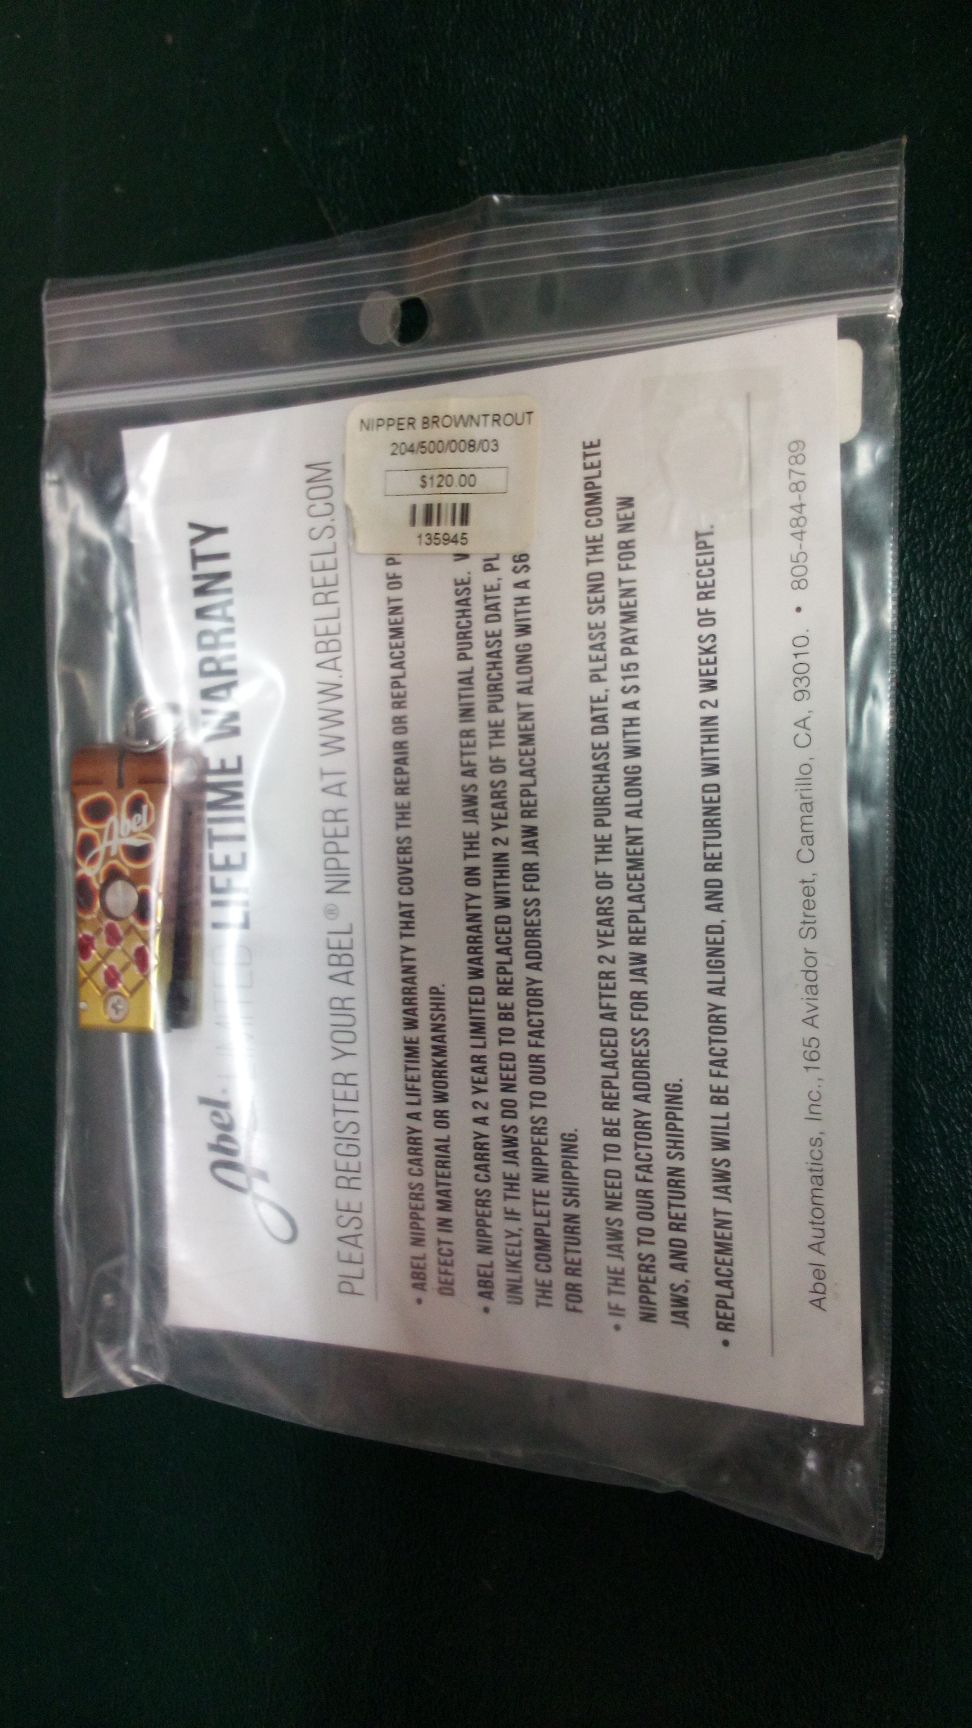 NIPPER BROWNTROUT
204/500/008/03
$120.00
135945
Abel
Abel LIMITED LIFETIME WARRANTY
PLEASE REGISTER YOUR ABEL® NIPPER AT WWW.ABELREELS.COM
• ABEL NIPPERS CARRY A LIFETIME WARRANTY THAT COVERS THE REPAIR OR REPLACEMENT OF
DEFECT IN MATERIAL OR WORKMANSHIP.
• ABEL NIPPERS CARRY A 2 YEAR LIMITED WARRANTY ON THE JAWS AFTER INITIAL PURCHASE.
UNLIKELY, IF THE JAWS DO NEED TO BE REPLACED WITHIN 2 YEARS OF THE PURCHASE DATE,
THE COMPLETE NIPPERS TO OUR FACTORY ADDRESS FOR JAW REPLACEMENT ALONG WITH A $6
FOR RETURN SHIPPING.
• IF THE JAWS NEED TO BE REPLACED AFTER 2 YEARS OF THE PURCHASE DATE, PLEASE SEND THE COMPLETE
NIPPERS TO OUR FACTORY ADDRESS FOR JAW REPLACEMENT ALONG WITH A $15 PAYMENT FOR NEW
JAWS, AND RETURN SHIPPING.
• REPLACEMENT JAWS WILL BE FACTORY ALIGNED, AND RETURNED WITHIN 2 WEEKS OF RECEIPT.
Abel Automatics, Inc., 165 Aviador Street, Camarillo, CA, 93010. • 805-484-8789